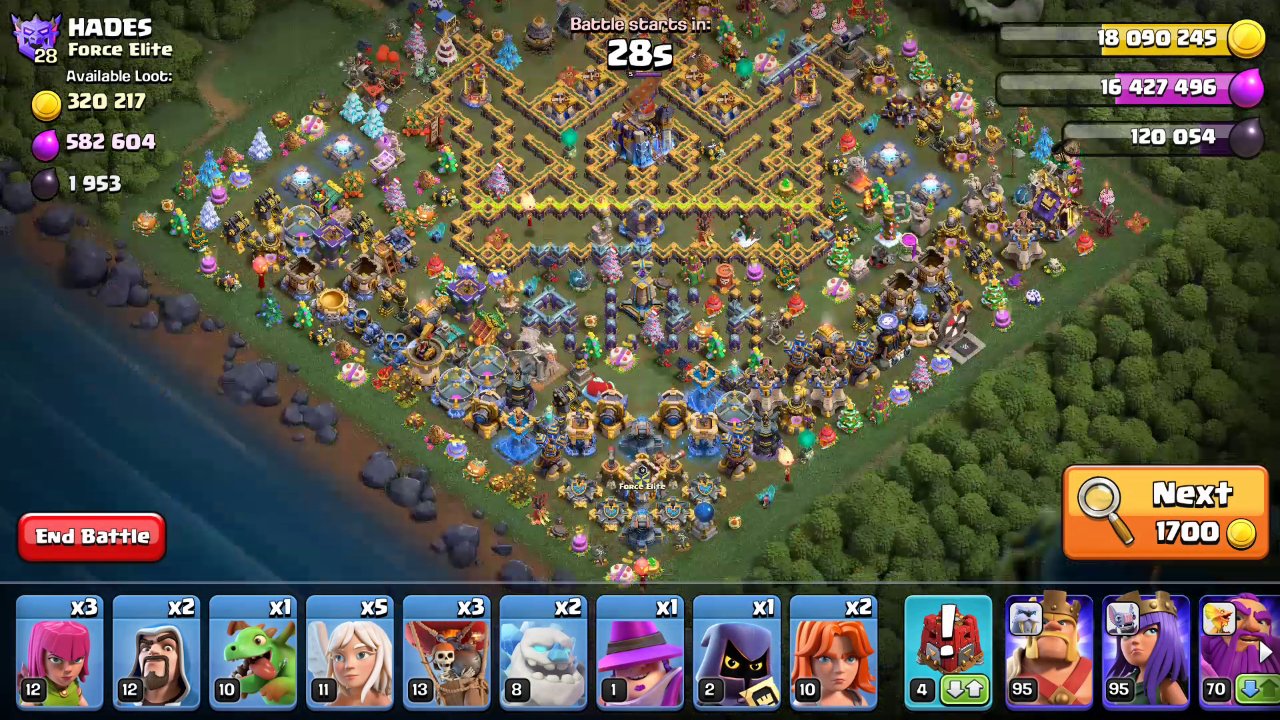 HADES
28
Force Elite
Available Loot:
320 217
582 604
1 953
Battle starts in:
28s
18 090 245
16 427 496
120 054
Force Elite
End Battle
Next
1700
x3
x2
x1
x5
x3
x2
x1
x1
x2
!
12
12
10
11
13
8
1
2
10
4
95
95
70